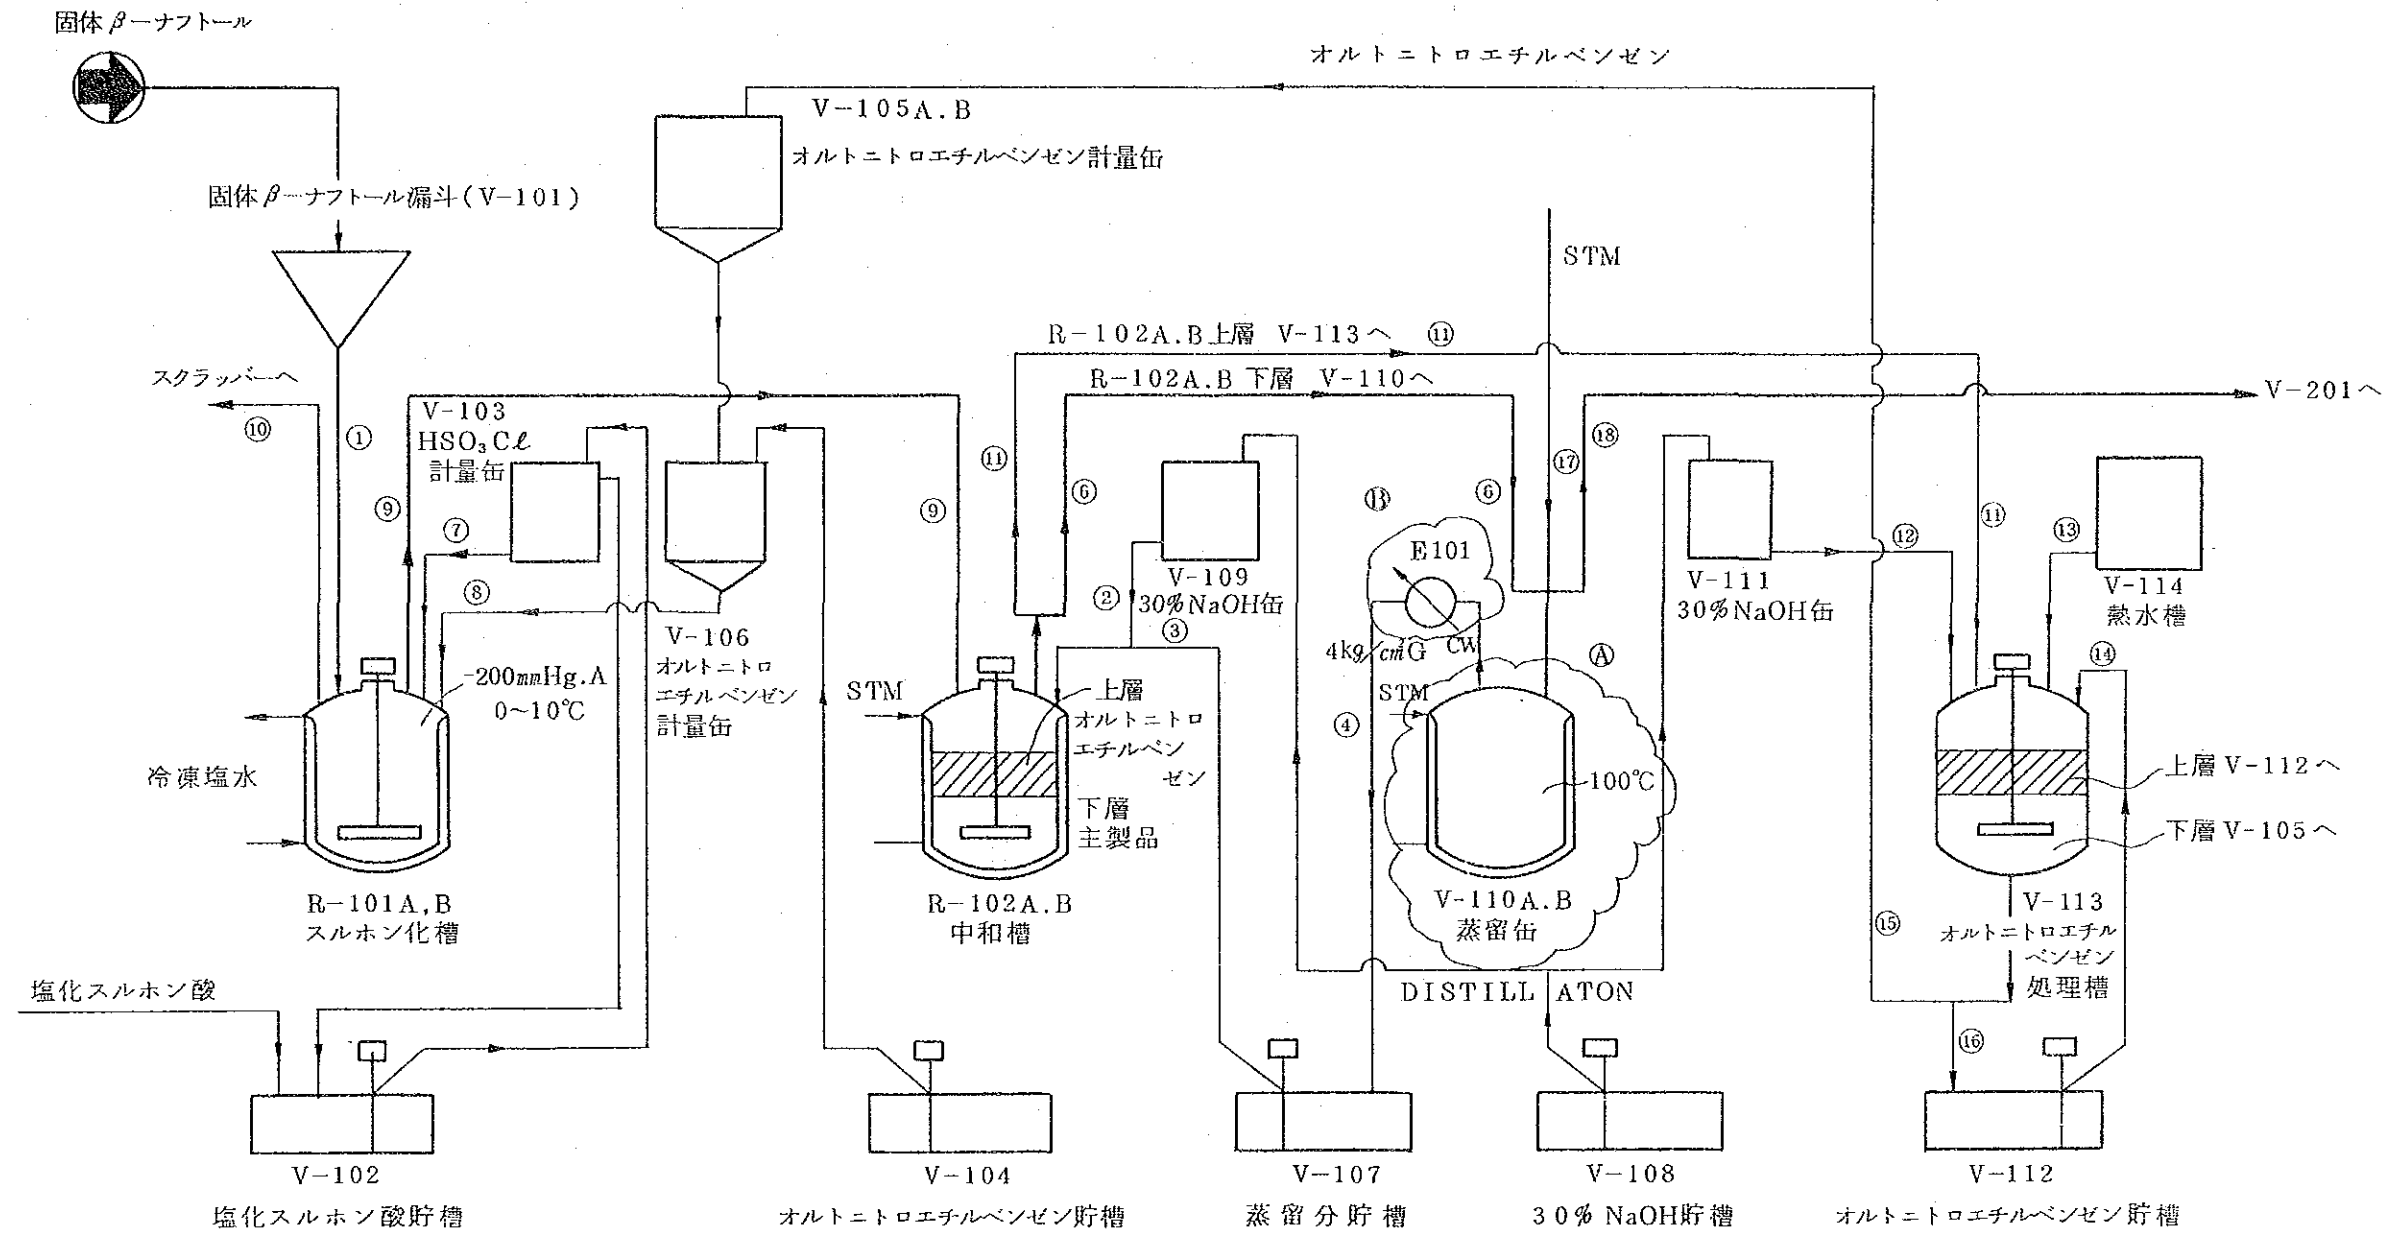 固体β-ナフトール
オルトニトロエチルベンゼン
V-105A.B
オルトニトロエチルベンゼン計量缶
固体β-ナフトール漏斗(V-101)
STM
R-102A.B上層 V-113へ ⑪
R-102A.B 下層 V-110へ
スクラッパーへ
V-201へ
⑩
①
V-103
HSO₃Cℓ
計量缶
⑨
⑦
⑧
⑨
⑪
⑥
②
V-109
30%NaOH缶
③
Ⓑ
E101
⑥
⑰
⑱
4kg/cm²G
CW
Ⓐ
V-111
30%NaOH缶
⑫
⑪
⑬
V-114
熱水槽
⑭
V-106
オルトニトロ
エチルベンゼン
計量缶
-200mmHg.A
0~10℃
冷凍塩水
STM
上層
オルトニトロ
エチルベン
ゼン
下層
主製品
④
STM
100℃
上層V-112へ
下層V-105へ
R-101A,B
スルホン化槽
R-102A.B
中和槽
V-110A.B
蒸留缶
⑮
V-113
オルトニトロエチル
ベンゼン
処理槽
塩化スルホン酸
DISTILL ATON
⑯
V-102
塩化スルホン酸貯槽
V-104
オルトニトロエチルベンゼン貯槽
V-107
蒸留分貯槽
V-108
30% NaOH貯槽
V-112
オルトニトロエチルベンゼン貯槽